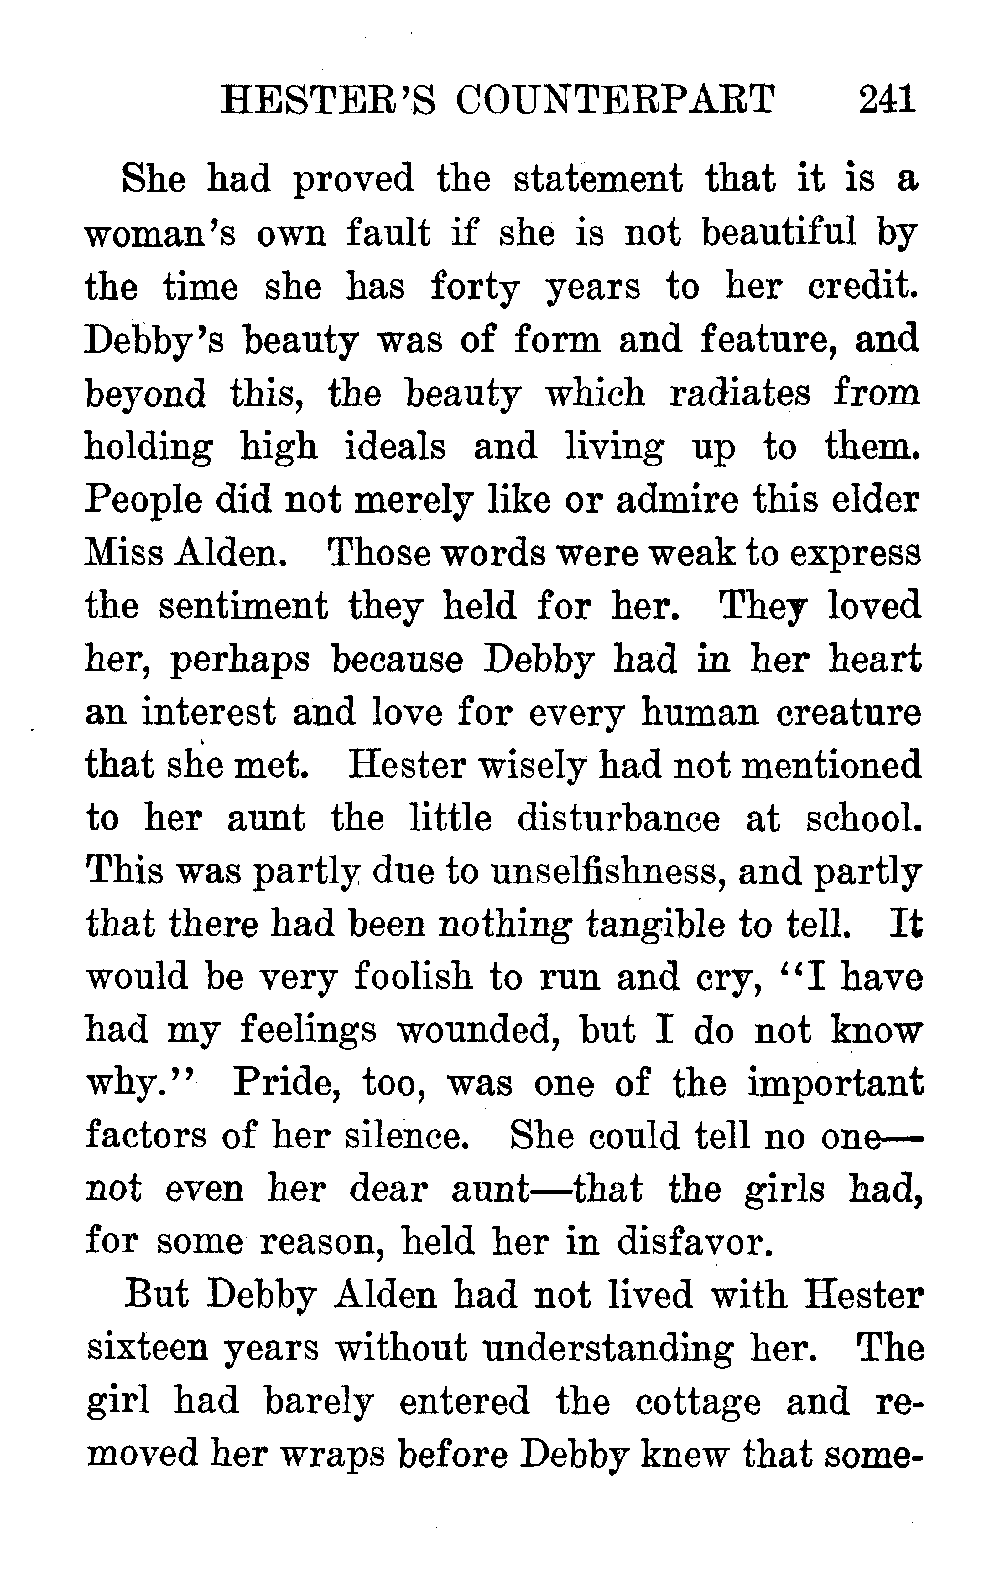 HESTER'S COUNTERPART 241
She had proved the statement that it is a
woman's own fault if she is not beautiful by
the time she has forty years to her credit.
Debby's beauty was of form and feature, and
beyond this, the beauty which radiates from
holding high ideals and living up to them.
People did not merely like or admire this elder
Miss Alden. Those words were weak to express
the sentiment they held for her. They loved
her, perhaps because Debby had in her heart
an interest and love for every human creature
that she met. Hester wisely had not mentioned
to her aunt the little disturbance at school.
This was partly due to unselfishness, and partly
that there had been nothing tangible to tell. It
would be very foolish to run and cry, "I have
had my feelings wounded, but I do not know
why." Pride, too, was one of the important
factors of her silence. She could tell no one—
not even her dear aunt—that the girls had,
for some reason, held her in disfavor.
But Debby Alden had not lived with Hester
sixteen years without understanding her. The
girl had barely entered the cottage and re-
moved her wraps before Debby knew that some-